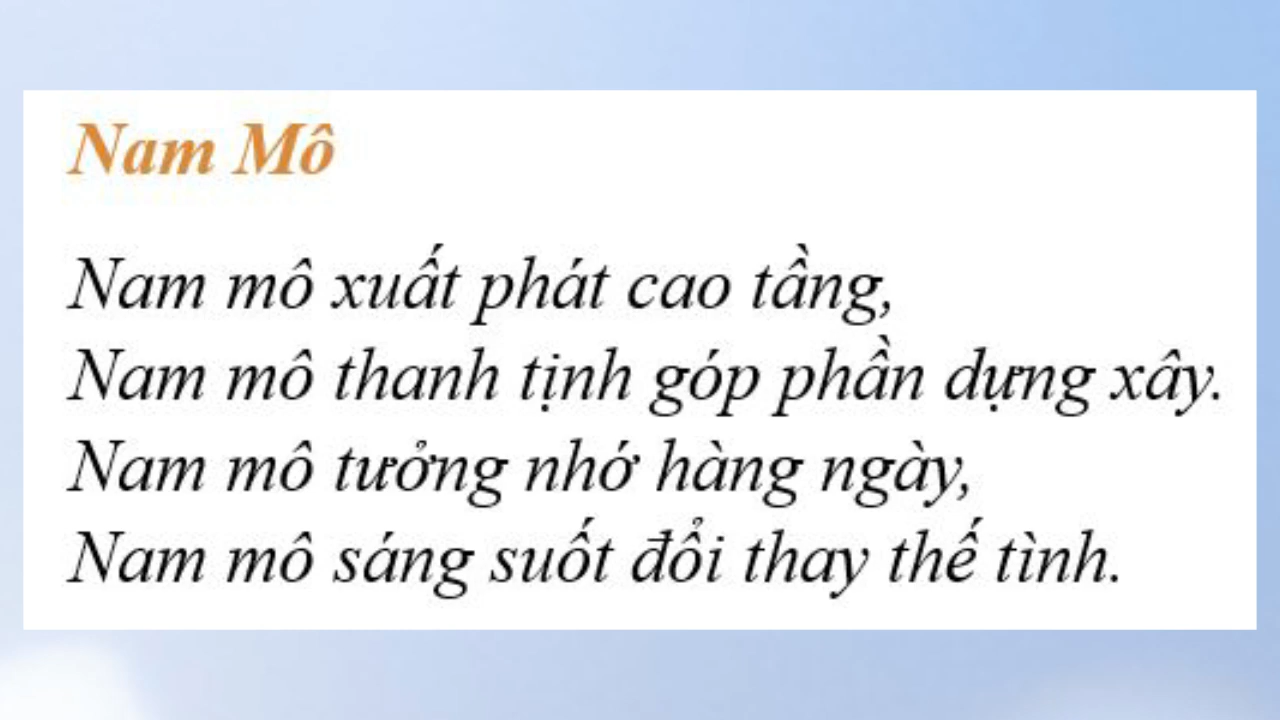 Nam Mô
Nam mô xuất phát cao tầng,
Nam mô thanh tịnh góp phần dựng xây.
Nam mô tưởng nhớ hàng ngày,
Nam mô sáng suốt đổi thay thế tình.